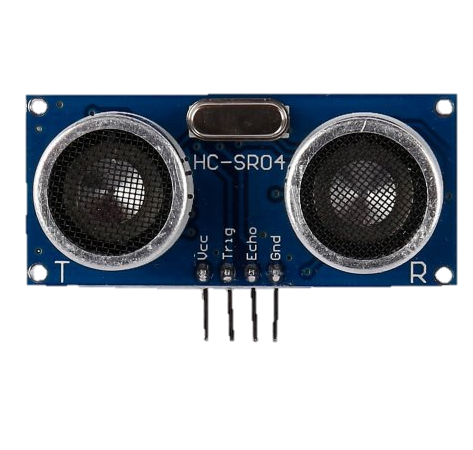 HC-SR04
Vcc
Trig
Echo
Gnd
T
R